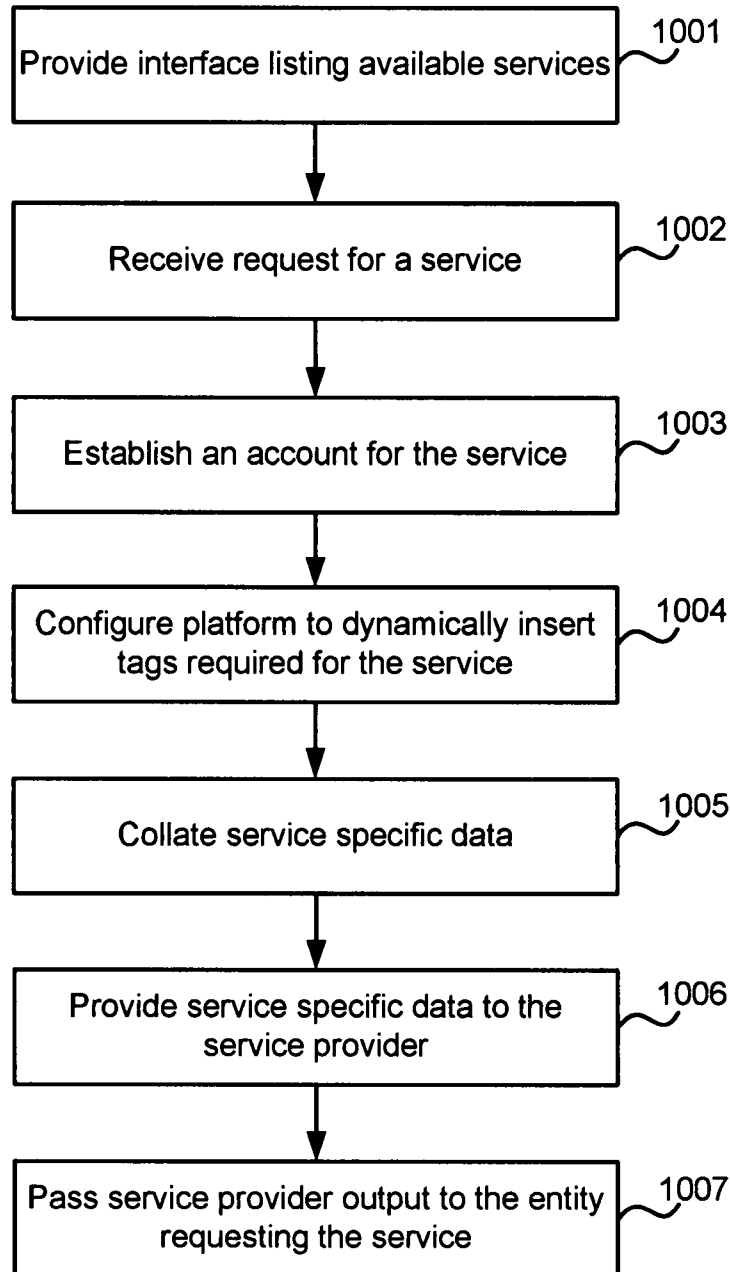 1001
Provide interface listing available services
1002
Receive request for a service
1003
Establish an account for the service
1004
Configure platform to dynamically insert
tags required for the service
1005
Collate service specific data
1006
Provide service specific data to the
service provider
1007
Pass service provider output to the entity
requesting the service